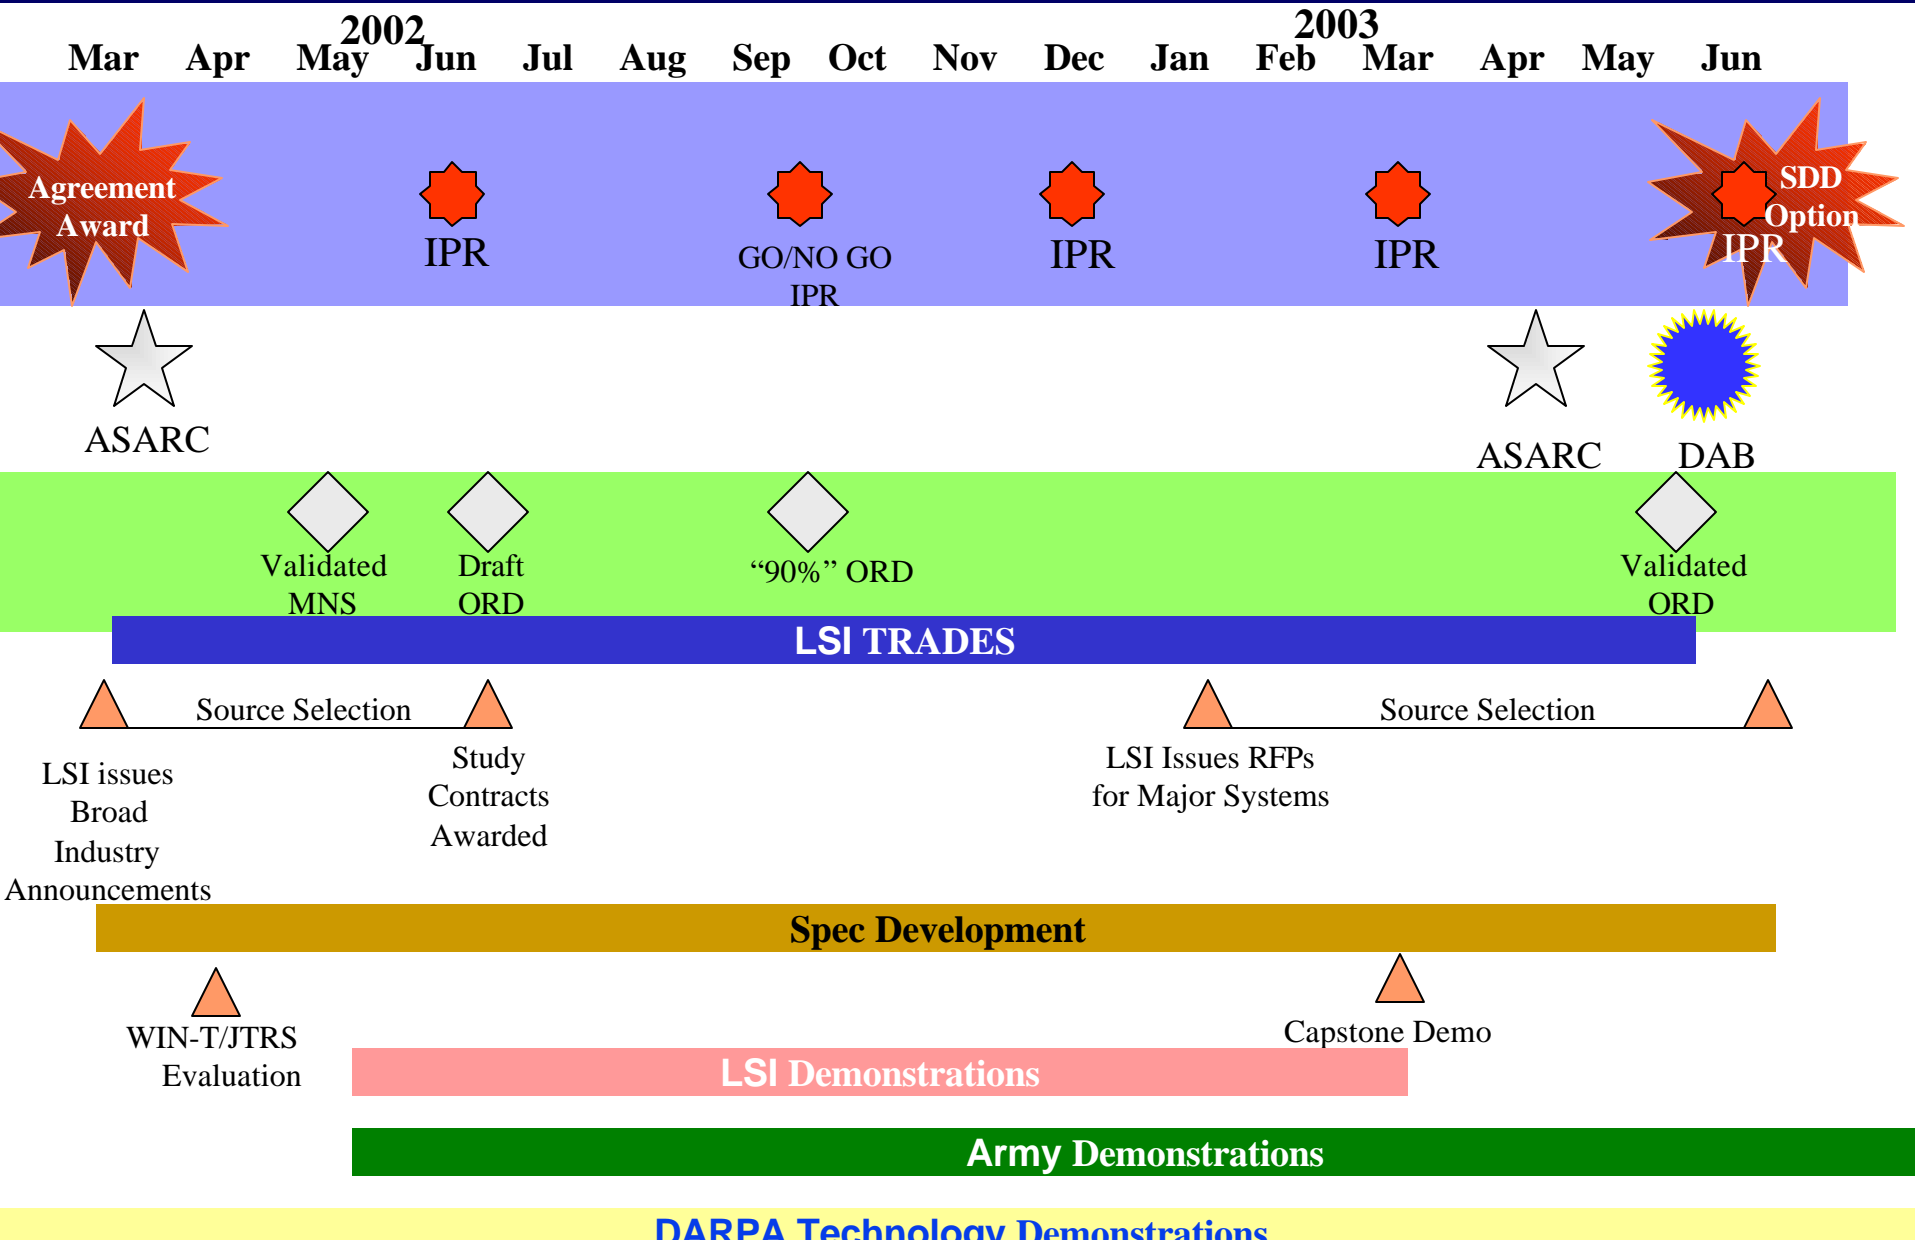 2002
2003
Mar Apr May Jun Jul Aug Sep Oct Nov Dec Jan Feb Mar Apr May Jun
Agreement
Award
IPR
GO/NO GO
IPR
IPR
IPR
SDD
Option
IPR
ASARC
ASARC
DAB
Validated
MNS
Draft
ORD
“90%” ORD
Validated
ORD
LSI TRADES
Source Selection
Source Selection
LSI issues
Broad
Industry
Announcements
Study
Contracts
Awarded
LSI Issues RFPs
for Major Systems
Spec Development
WIN-T/JTRS
Evaluation
Capstone Demo
LSI Demonstrations
Army Demonstrations
DARPA Technology Demonstrations